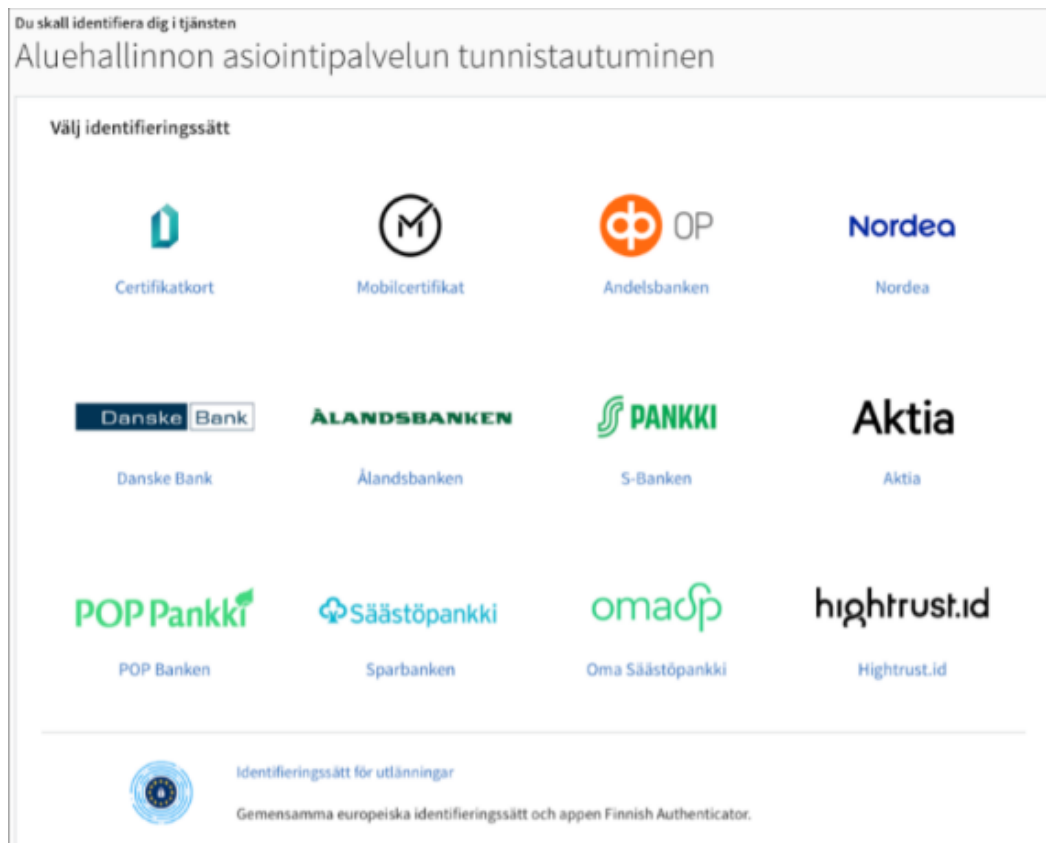 Du skall identifiera dig i tjänsten
Aluehallinnon asiointipalvelun tunnistautuminen
Välj identifieringssätt
M OP Nordea
Certifikatkort Mobilcertifikat Andelsbanken Nordea
Danske Bank ÅLANDSBANKEN S PANKKI Aktia
Danske Bank Ålandsbanken S-Banken Aktia
POP Pankki Säästöpankki omasp hightrust.id
POP Banken Sparbanken Oma Säästöpankki Hightrust.id
Identifieringssätt för utlänningar
Gemensamma europeiska identifieringssätt och appen Finnish Authenticator.